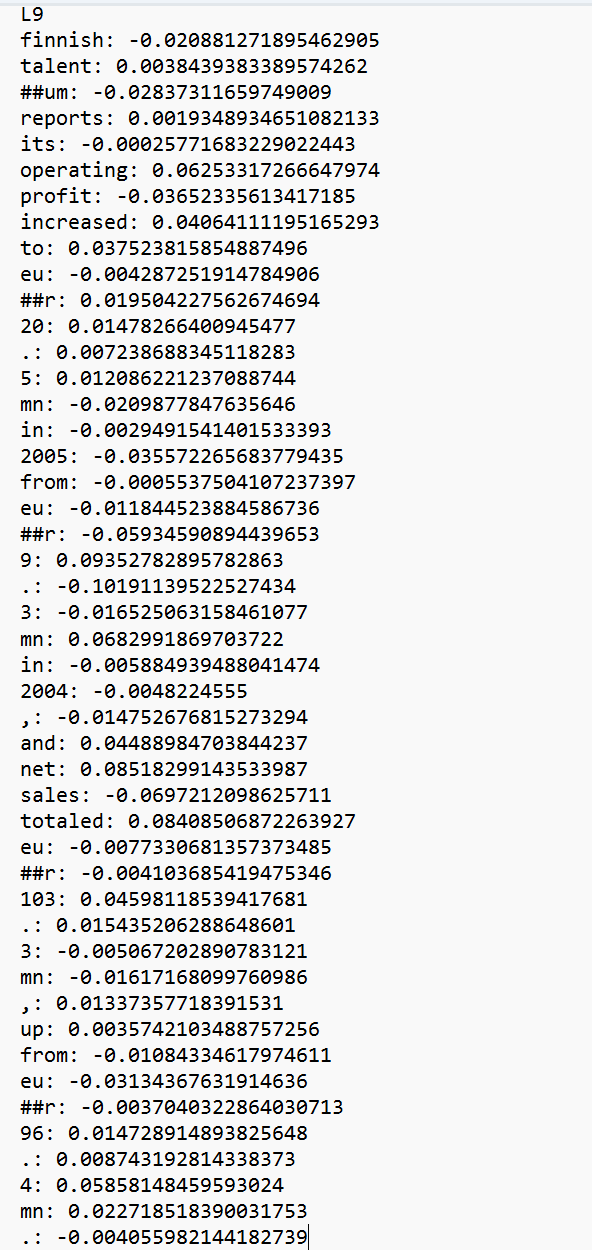 L9
finnish: -0.020881271895462905
talent: 0.0038439383389574262
##um: -0.02837311659749009
reports: 0.0019348934651082133
its: -0.00025771683229022443
operating: 0.06253317266647974
profit: -0.03652335613417185
increased: 0.04064111195165293
to: 0.037523815854887496
eu: -0.004287251914784906
##r: 0.019504227562674694
20: 0.01478266400945477
.: 0.007238688345118283
5: 0.012086221237088744
mn: -0.0209877847635646
in: -0.0029491541401533393
2005: -0.035572265683779435
from: -0.0005537504107237397
eu: -0.011844523884586736
##r: -0.05934590894439653
9: 0.09352782895782863
.: -0.10191139522527434
3: -0.016525063158461077
mn: 0.0682991869703722
in: -0.005884939488041474
2004: -0.0048224555
,: -0.014752676815273294
and: 0.04488984703844237
net: 0.08518299143533987
sales: -0.0697212098625711
totaled: 0.08408506872263927
eu: -0.0077330681357373485
##r: -0.004103685419475346
103: 0.04598118539417681
.: 0.015435206288648601
3: -0.005067202890783121
mn: -0.01617168099760986
,: 0.01337357718391531
up: 0.0035742103488757256
from: -0.01084334617974611
eu: -0.03134367631914636
##r: -0.0037040322864030713
96: 0.014728914893825648
.: 0.008743192814338373
4: 0.05858148459593024
mn: 0.022718518390031753
.: -0.004055982144182739